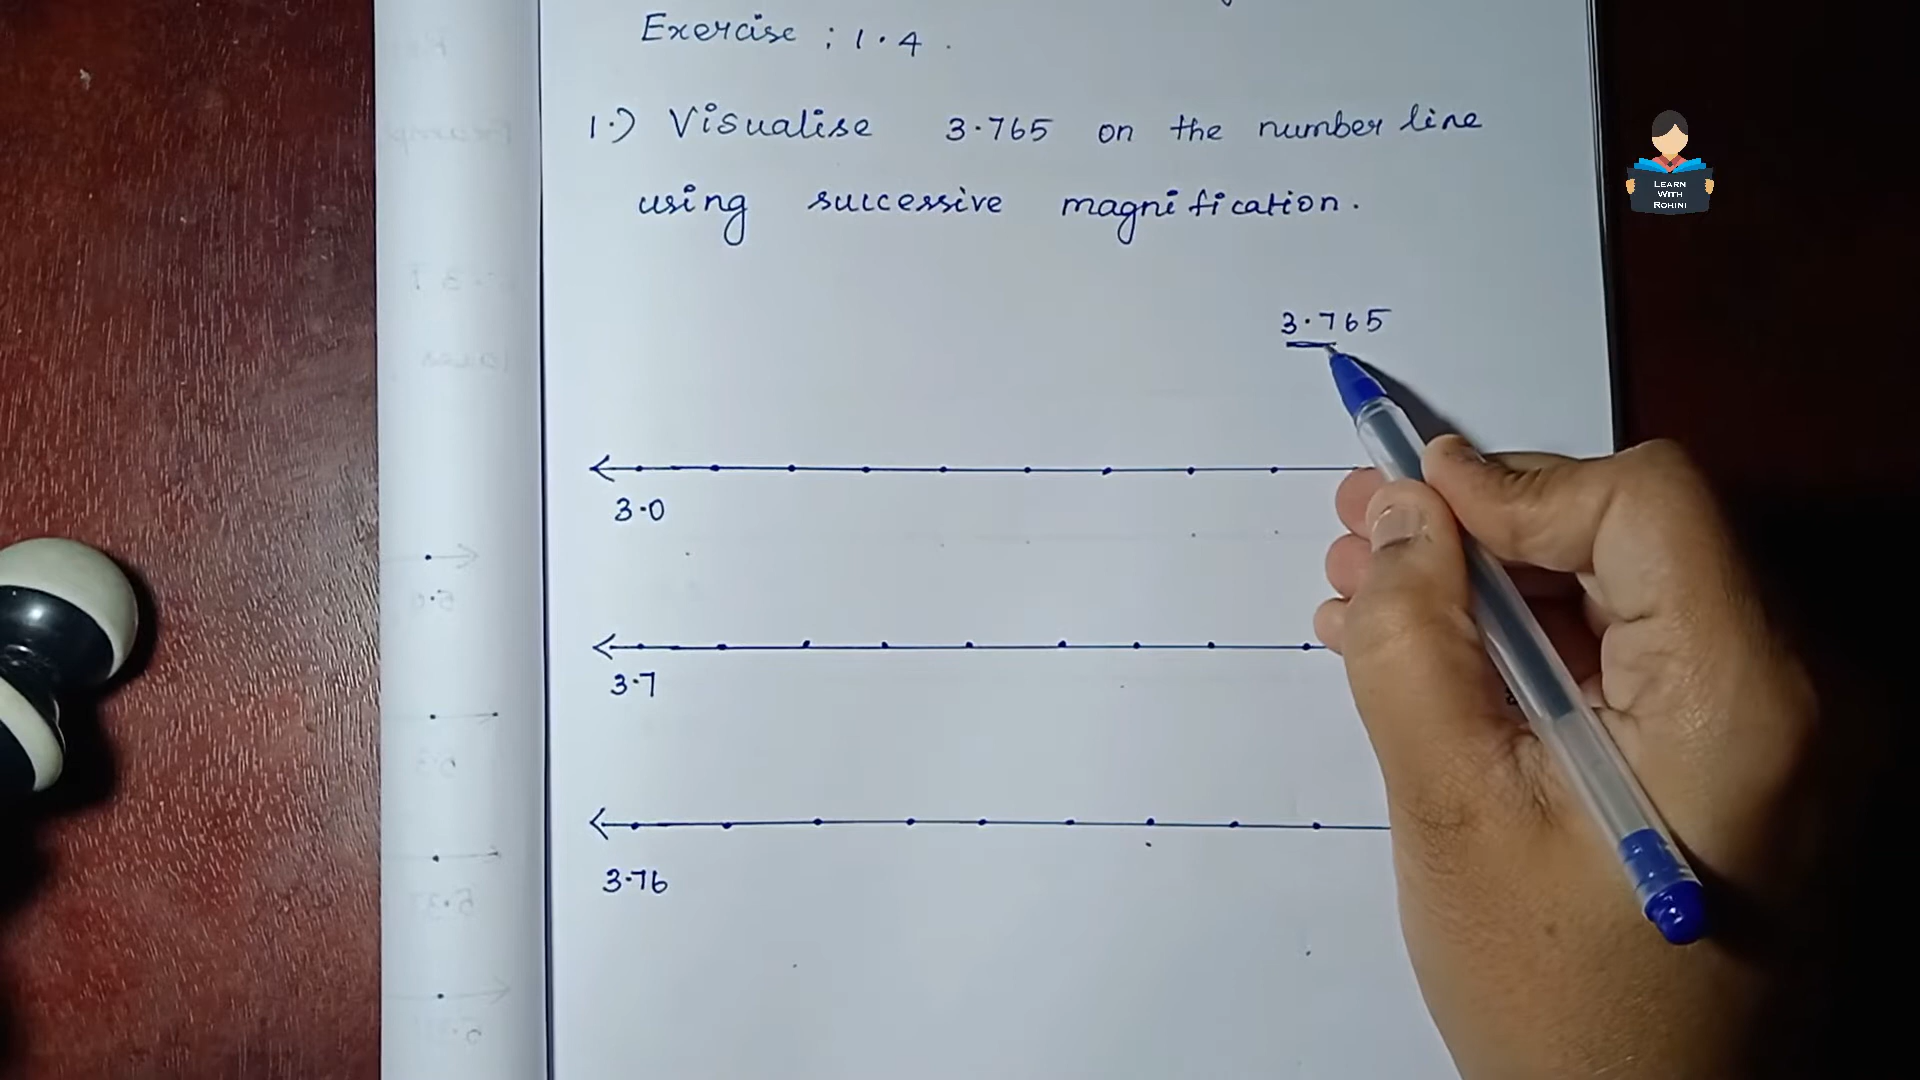 Exercise : 1.4.
1.) Visualise 3.765 on the number line
using successive magnification.
LEARN
WITH
ROHINI
3.765
3.0
3.7
3.76